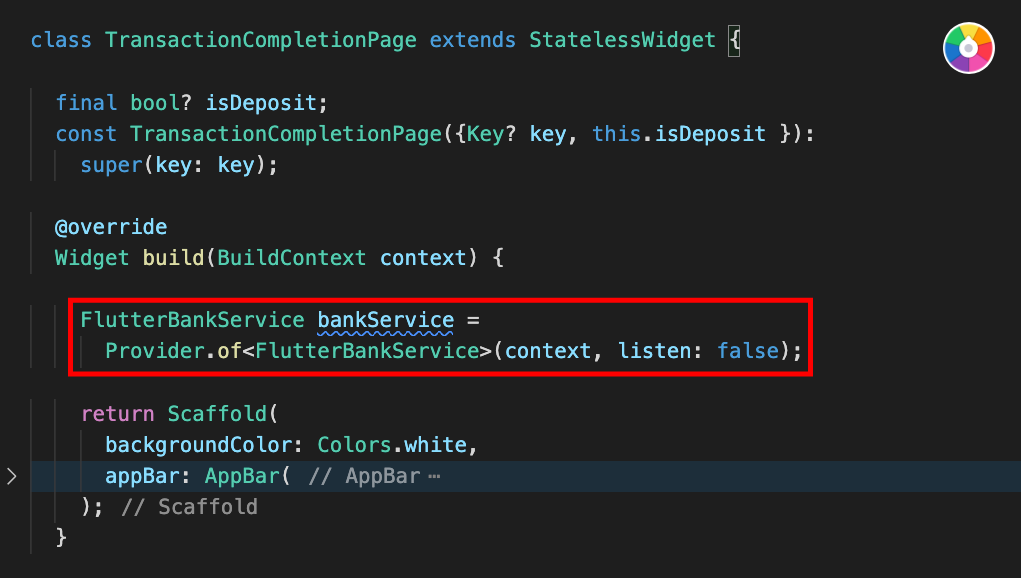 class TransactionCompletionPage extends StatelessWidget {
final bool? isDeposit;
const TransactionCompletionPage({Key? key, this.isDeposit }):
super(key: key);
@override
Widget build(BuildContext context) {
FlutterBankService bankService =
Provider.of<FlutterBankService>(context, listen: false);
return Scaffold(
backgroundColor: Colors.white,
appBar: AppBar( // AppBar ⋯
); // Scaffold
}